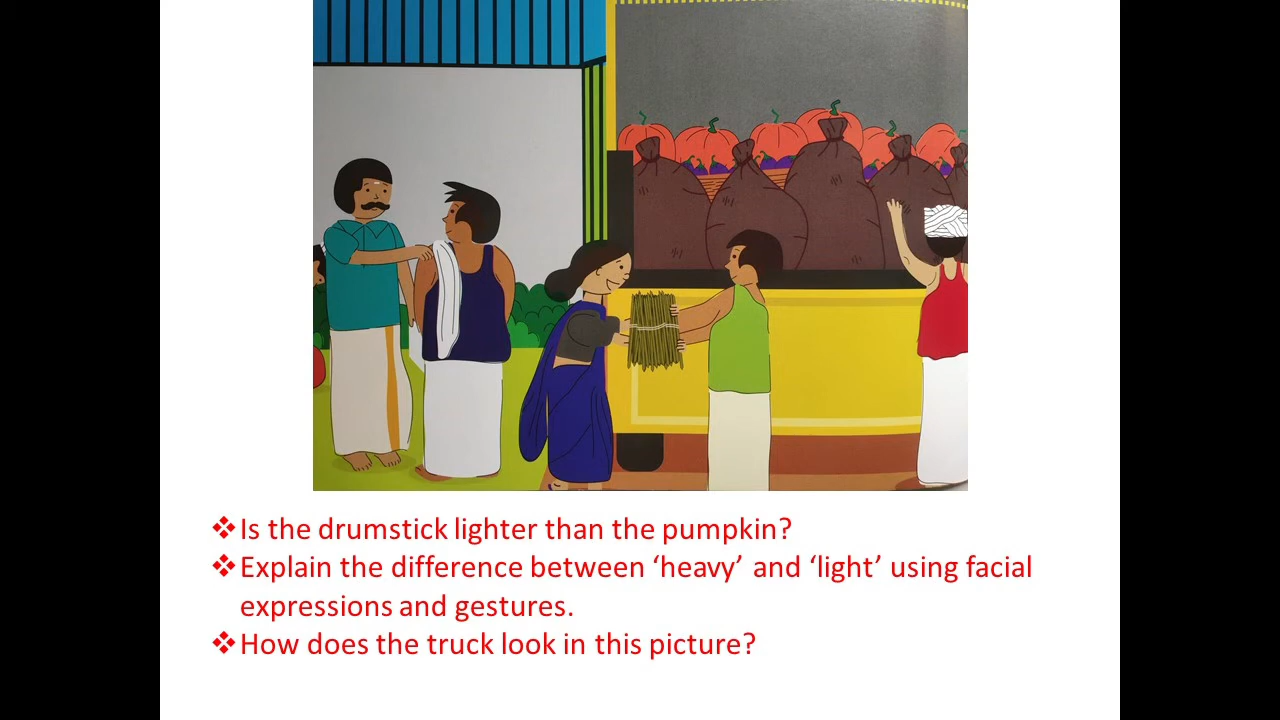 ❖Is the drumstick lighter than the pumpkin?
❖Explain the difference between ‘heavy’ and ‘light’ using facial
expressions and gestures.
❖How does the truck look in this picture?